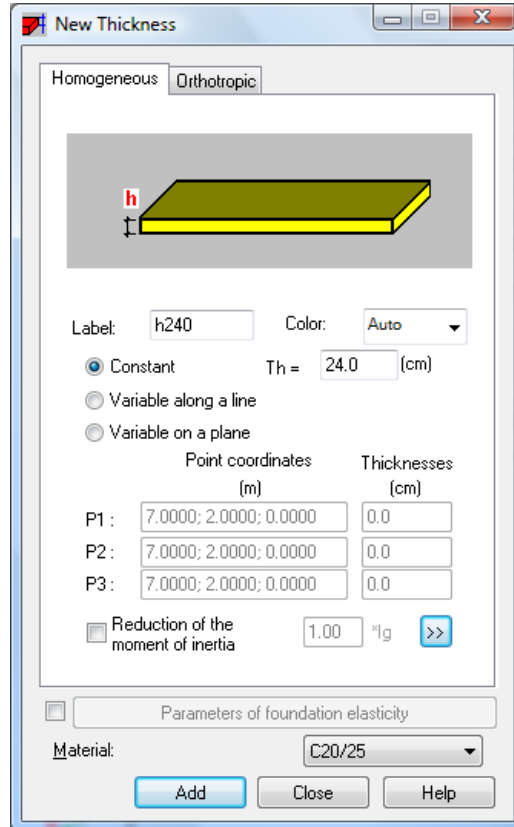 New Thickness
Homogeneous Orthotropic
h
Label: h240 Color: Auto
Constant Th = 24.0 (cm)
Variable along a line
Variable on a plane
Point coordinates Thicknesses
(m) (cm)
P1 : 7.0000; 2.0000; 0.0000 0.0
P2 : 7.0000; 2.0000; 0.0000 0.0
P3 : 7.0000; 2.0000; 0.0000 0.0
Reduction of the
moment of inertia 1.00 *Ig >>
Parameters of foundation elasticity
Material: C20/25
Add Close Help